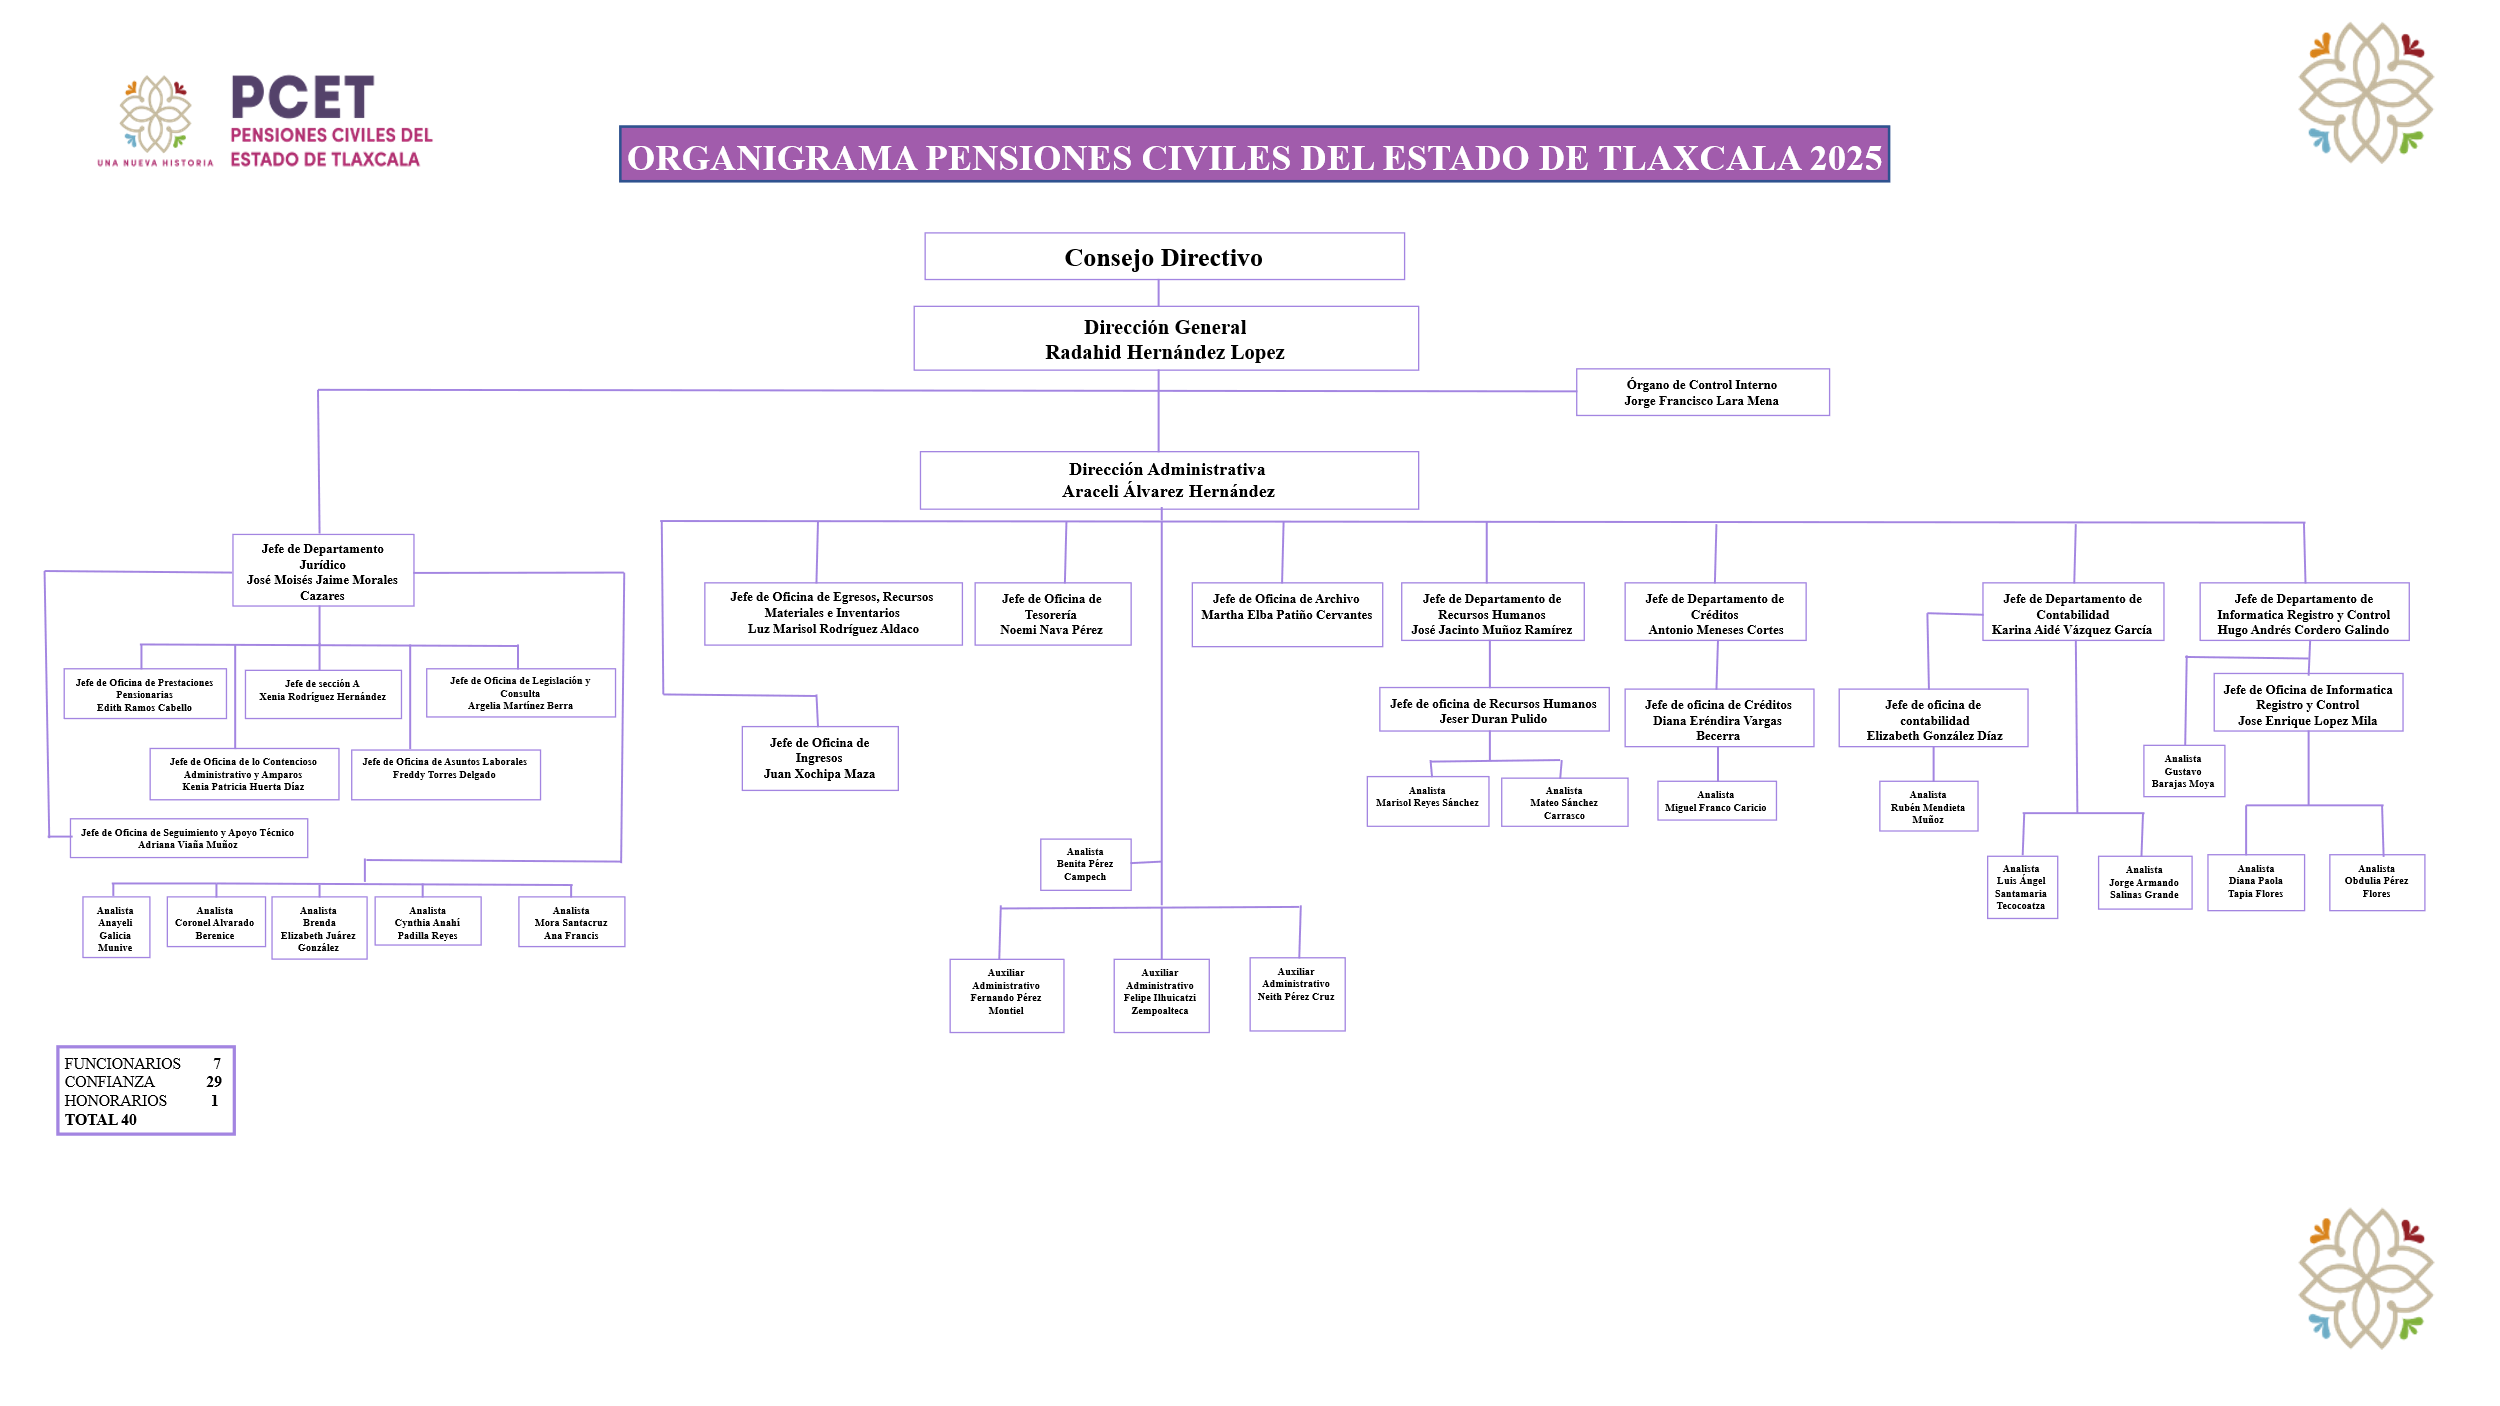 PCET
PENSIONES CIVILES DEL
ESTADO DE TLAXCALA
UNA NUEVA HISTORIA
ORGANIGRAMA PENSIONES CIVILES DEL ESTADO DE TLAXCALA 2025
Consejo Directivo
Dirección General
Radahid Hernández Lopez
Órgano de Control Interno
Jorge Francisco Lara Mena
Dirección Administrativa
Araceli Álvarez Hernández
Jefe de Departamento
Jurídico
José Moisés Jaime Morales
Cazares
Jefe de Oficina de Prestaciones
Pensionarias
Edith Ramos Cabello
Jefe de sección A
Xenia Rodríguez Hernández
Jefe de Oficina de Legislación y
Consulta
Argelia Martínez Berra
Jefe de Oficina de lo Contencioso
Administrativo y Amparos
Kenia Patricia Huerta Díaz
Jefe de Oficina de Asuntos Laborales
Freddy Torres Delgado
Jefe de Oficina de Seguimiento y Apoyo Técnico
Adriana Viaña Muñoz
Analista
Anayeli
Galicia
Munive
Analista
Coronel Alvarado
Berenice
Analista
Brenda
Elizabeth Juárez
González
Analista
Cynthia Anahí
Padilla Reyes
Analista
Mora Santacruz
Ana Francis
Jefe de Oficina de Egresos, Recursos
Materiales e Inventarios
Luz Marisol Rodríguez Aldaco
Jefe de Oficina de
Tesorería
Noemi Nava Pérez
Jefe de Oficina de Archivo
Martha Elba Patiño Cervantes
Jefe de Departamento de
Recursos Humanos
José Jacinto Muñoz Ramírez
Jefe de Departamento de
Créditos
Antonio Meneses Cortes
Jefe de Departamento de
Contabilidad
Karina Aidé Vázquez García
Jefe de Departamento de
Informatica Registro y Control
Hugo Andrés Cordero Galindo
Jefe de Oficina de
Ingresos
Juan Xochipa Maza
Jefe de oficina de Recursos Humanos
Jeser Duran Pulido
Jefe de oficina de Créditos
Diana Eréndira Vargas
Becerra
Jefe de oficina de
contabilidad
Elizabeth González Díaz
Jefe de Oficina de Informatica
Registro y Control
Jose Enrique Lopez Mila
Analista
Gustavo
Barajas Moya
Analista
Marisol Reyes Sánchez
Analista
Mateo Sánchez
Carrasco
Analista
Miguel Franco Caricio
Analista
Rubén Mendieta
Muñoz
Analista
Benita Pérez
Campech
Analista
Luis Ángel
Santamaria
Tecocoatza
Analista
Jorge Armando
Salinas Grande
Analista
Diana Paola
Tapia Flores
Analista
Obdulia Pérez
Flores
Auxiliar
Administrativo
Fernando Pérez
Montiel
Auxiliar
Administrativo
Felipe Ilhuicatzi
Zempoalteca
Auxiliar
Administrativo
Neith Pérez Cruz
FUNCIONARIOS 7
CONFIANZA 29
HONORARIOS 1
TOTAL 40